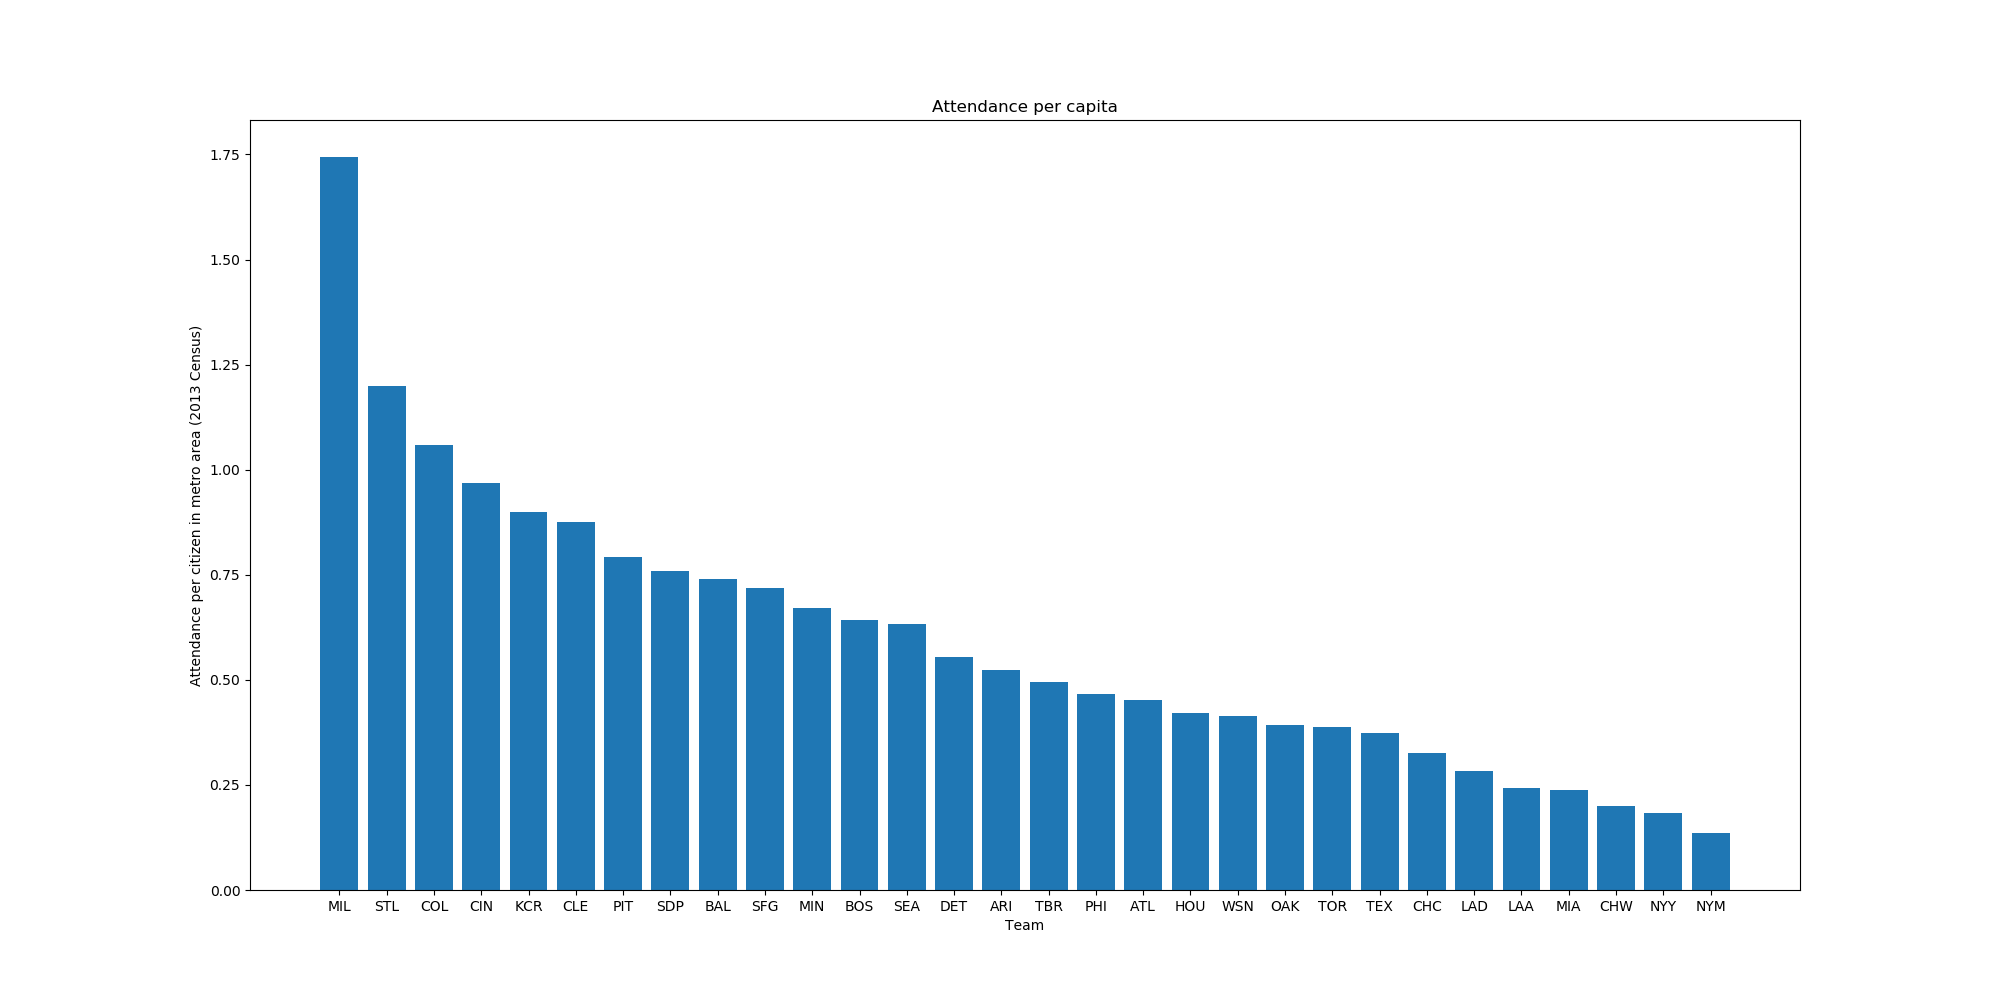 Attendance per capita
Attendance per citizen in metro area (2013 Census)
1.75
1.50
1.25
1.00
0.75
0.50
0.25
0.00
MIL STL COL CIN KCR CLE PIT SDP BAL SFG MIN BOS SEA DET ARI TBR PHI ATL HOU WSN OAK TOR TEX CHC LAD LAA MIA CHW NYY NYM
Team